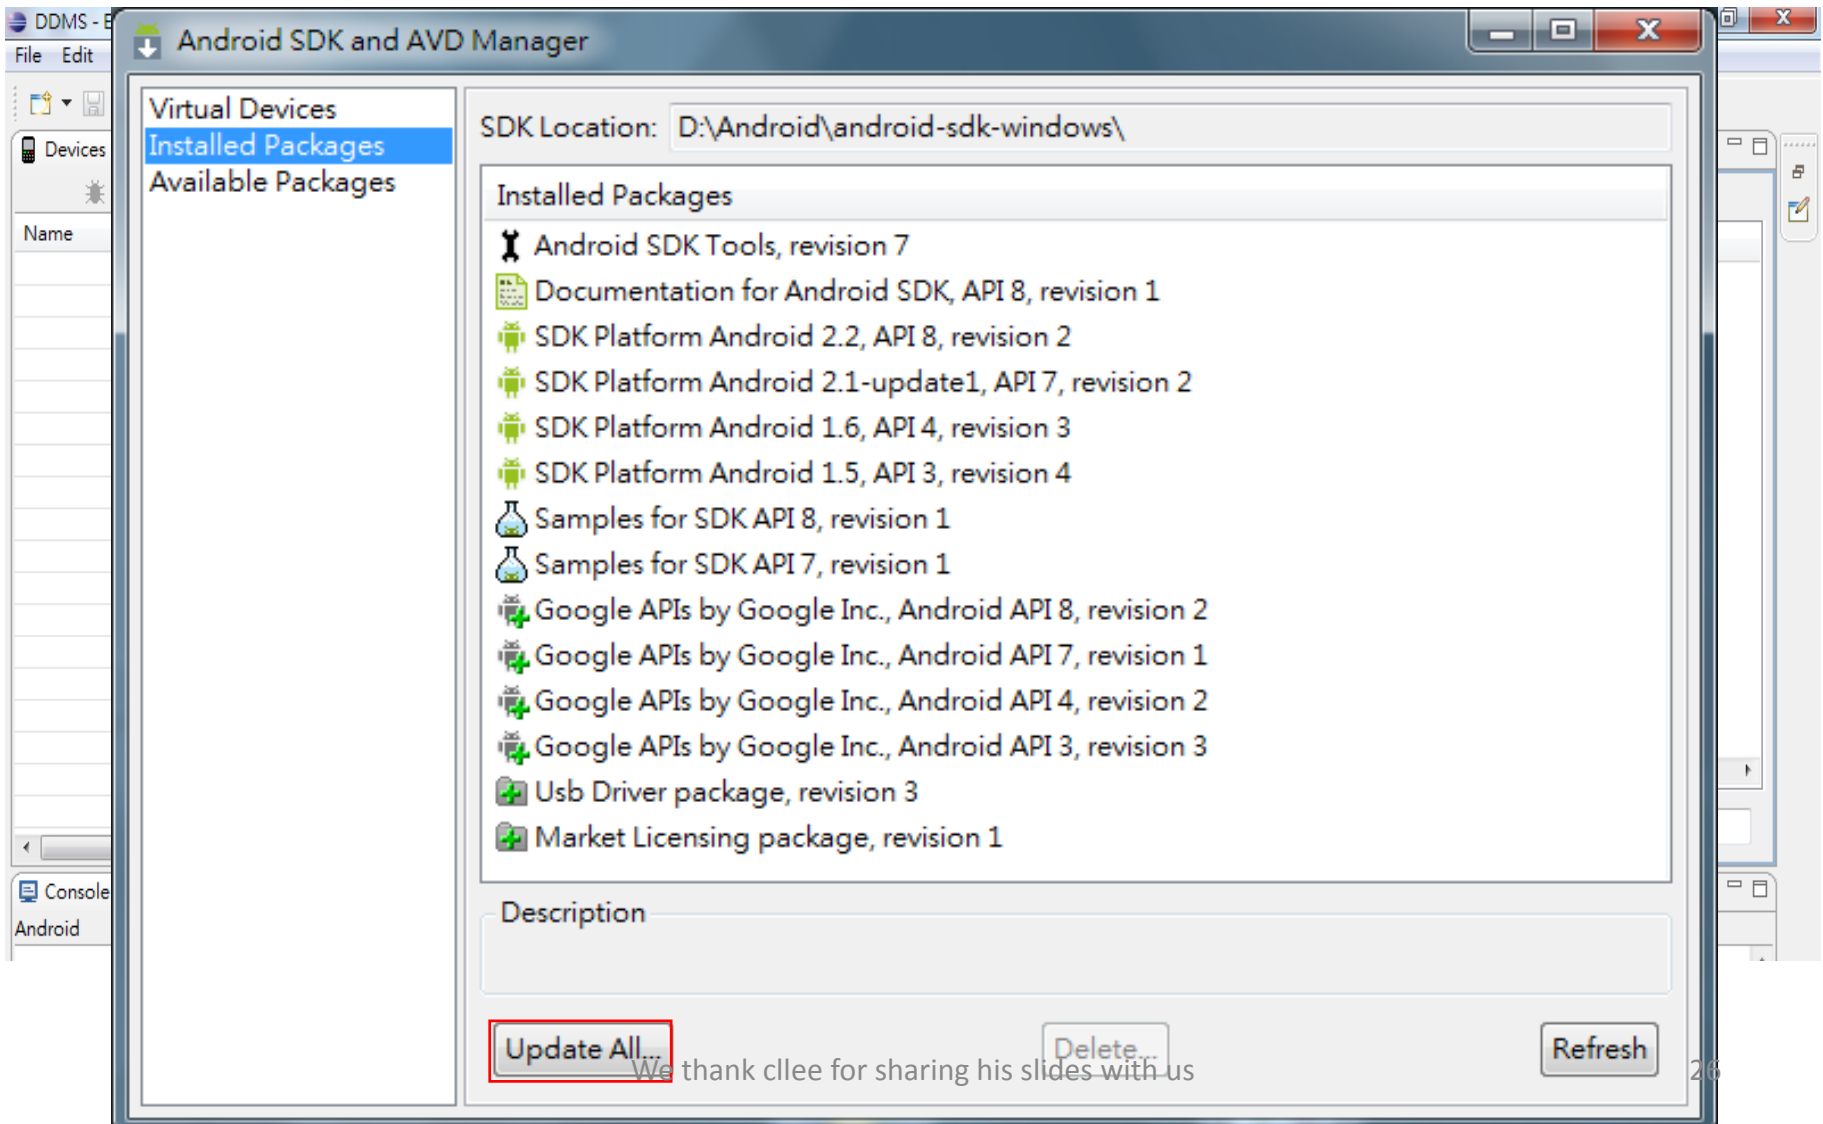 DDMS - E
Android SDK and AVD Manager
File Edit
Devices
Name
Console
Android
Virtual Devices
Installed Packages
Available Packages
SDK Location: D:\Android\android-sdk-windows\
Installed Packages
Android SDK Tools, revision 7
Documentation for Android SDK, API 8, revision 1
SDK Platform Android 2.2, API 8, revision 2
SDK Platform Android 2.1-update1, API 7, revision 2
SDK Platform Android 1.6, API 4, revision 3
SDK Platform Android 1.5, API 3, revision 4
Samples for SDK API 8, revision 1
Samples for SDK API 7, revision 1
Google APIs by Google Inc., Android API 8, revision 2
Google APIs by Google Inc., Android API 7, revision 1
Google APIs by Google Inc., Android API 4, revision 2
Google APIs by Google Inc., Android API 3, revision 3
Usb Driver package, revision 3
Market Licensing package, revision 1
Description
Update All... Delete... Refresh
We thank cllee for sharing his slides with us 26